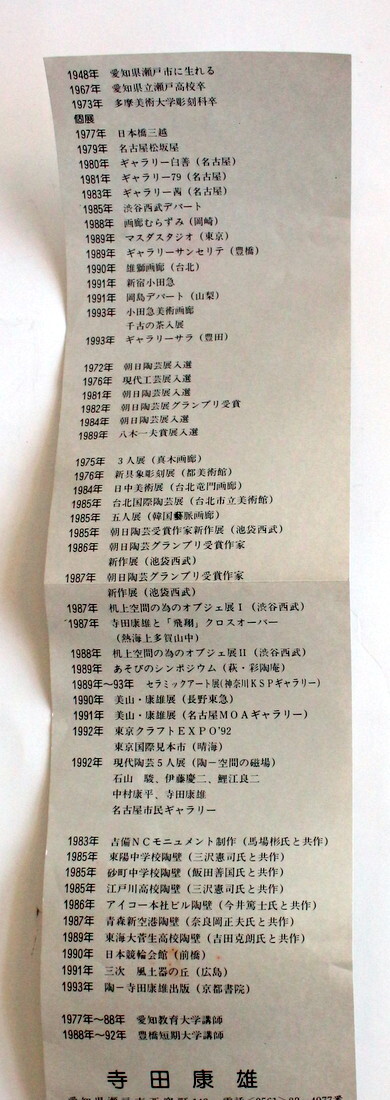 1948年 愛知県瀬戸市に生れる
1967年 愛知県立瀬戸高校卒
1973年 多摩美術大学彫刻科卒
個展
1977年 日本橋三越
1979年 名古屋松坂屋
1980年 ギャラリー臼善（名古屋）
1981年 ギャラリー79（名古屋）
1983年 ギャラリー茜（名古屋）
1985年 渋谷西武デパート
1988年 画廊むらずみ（岡崎）
1989年 マスダスタジオ（東京）
1989年 ギャラリーサンセリテ（豊橋）
1990年 雄獅画廊（台北）
1991年 新宿小田急
1991年 岡島デパート（山梨）
1993年 小田急美術画廊
千古の茶入展
1993年 ギャラリーサラ（豊田）
1972年 朝日陶芸展入選
1976年 現代工芸展入選
1981年 朝日陶芸展入選
1982年 朝日陶芸展グランプリ受賞
1984年 朝日陶芸展入選
1989年 八木一夫賞展入選
1975年 3人展（真木画廊）
1976年 新具象彫刻展（都美術館）
1984年 日中美術展（台北竜門画廊）
1985年 台北国際陶芸展（台北市立美術館）
1985年 五人展（韓国藝脈画廊）
1985年 朝日陶芸受賞作家新作展（池袋西武）
1986年 朝日陶芸グランプリ受賞作家
新作展（池袋西武）
1987年 朝日陶芸グランプリ受賞作家
新作展（池袋西武）
1987年 机上空間の為のオブジェ展Ⅰ（渋谷西武）
1987年 寺田康雄と「飛翔」クロスオーバー
（熱海上多賀山中）
1988年 机上空間の為のオブジェ展Ⅱ（渋谷西武）
1989年 あそびのシンポジウム（萩・彩陶庵）
1989年～93年 セラミックアート展（神奈川KSPギャラリー）
1990年 美山・康雄展（長野東急）
1991年 美山・康雄展（名古屋MOAギャラリー）
1992年 東京クラフトEXPO'92
東京国際見本市（晴海）
1992年 現代陶芸5人展（陶－空間の磁場）
石山 駿、伊藤慶二、鯉江良二
中村康平、寺田康雄
名古屋市民ギャラリー
1983年 吉備NCモニュメント制作（馬場彬氏と共作）
1985年 東陽中学校陶壁（三沢憲司氏と共作）
1985年 砂町中学校陶壁（飯田善国氏と共作）
1985年 江戸川高校陶壁（三沢憲司氏と共作）
1986年 アイコー本社ビル陶壁（今井篤士氏と共作）
1987年 青森新空港陶壁（奈良岡正夫氏と共作）
1989年 東海大菅生高校陶壁（吉田克朗氏と共作）
1990年 日本競輪会館（前橋）
1991年 三次 風土器の丘（広島）
1993年 陶－寺田康雄出版（京都書院）
1977年～88年 愛知教育大学講師
1988年～92年 豊橋短期大学講師
寺田康雄